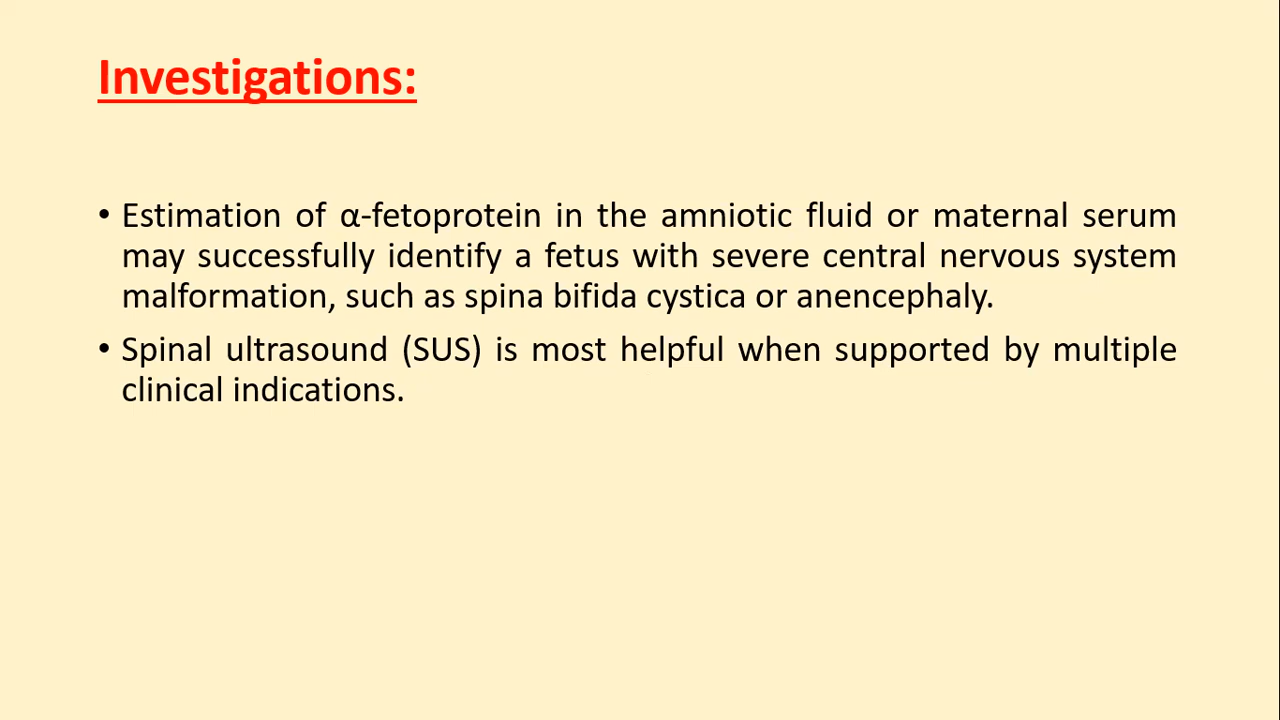 Investigations:
• Estimation of α-fetoprotein in the amniotic fluid or maternal serum
may successfully identify a fetus with severe central nervous system
malformation, such as spina bifida cystica or anencephaly.
• Spinal ultrasound (SUS) is most helpful when supported by multiple
clinical indications.